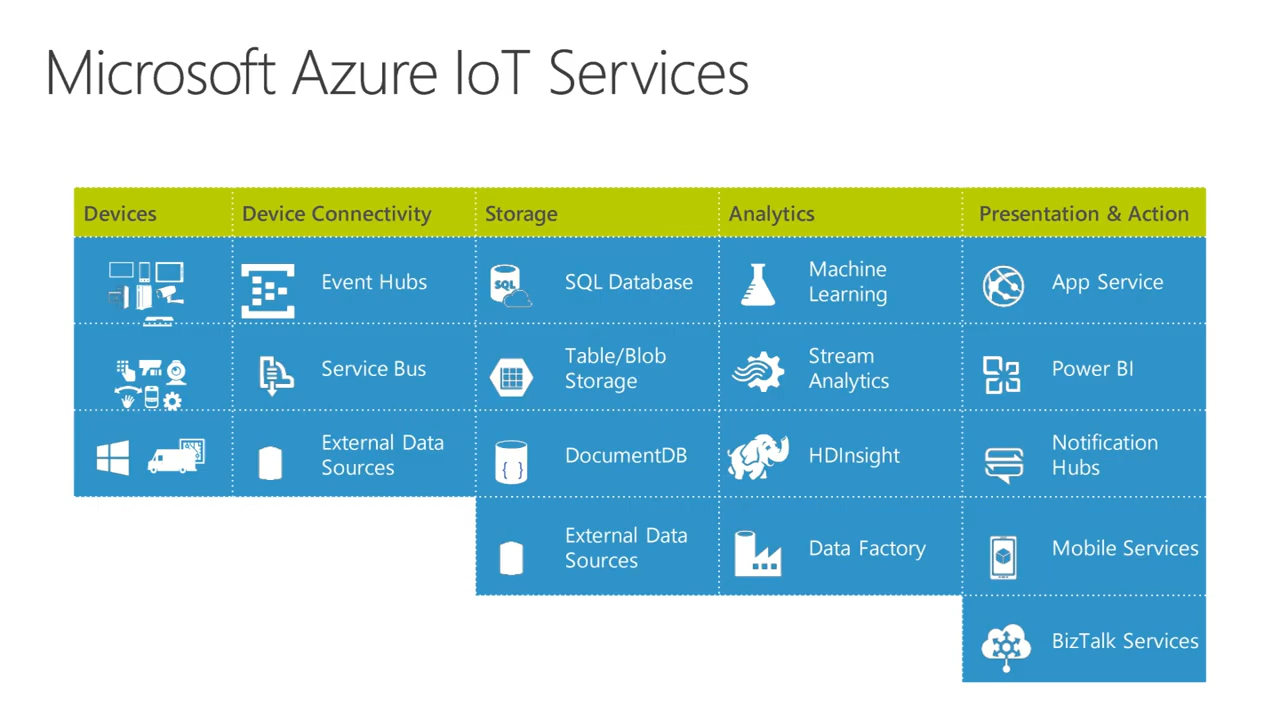 Microsoft Azure IoT Services
Devices
Device Connectivity
Storage
Analytics
Presentation & Action
Event Hubs
SQL
SQL Database
Machine
Learning
App Service
Service Bus
Table/Blob
Storage
Stream
Analytics
Power BI
External Data
Sources
{ }
DocumentDB
HDInsight
Notification
Hubs
External Data
Sources
Data Factory
Mobile Services
BizTalk Services